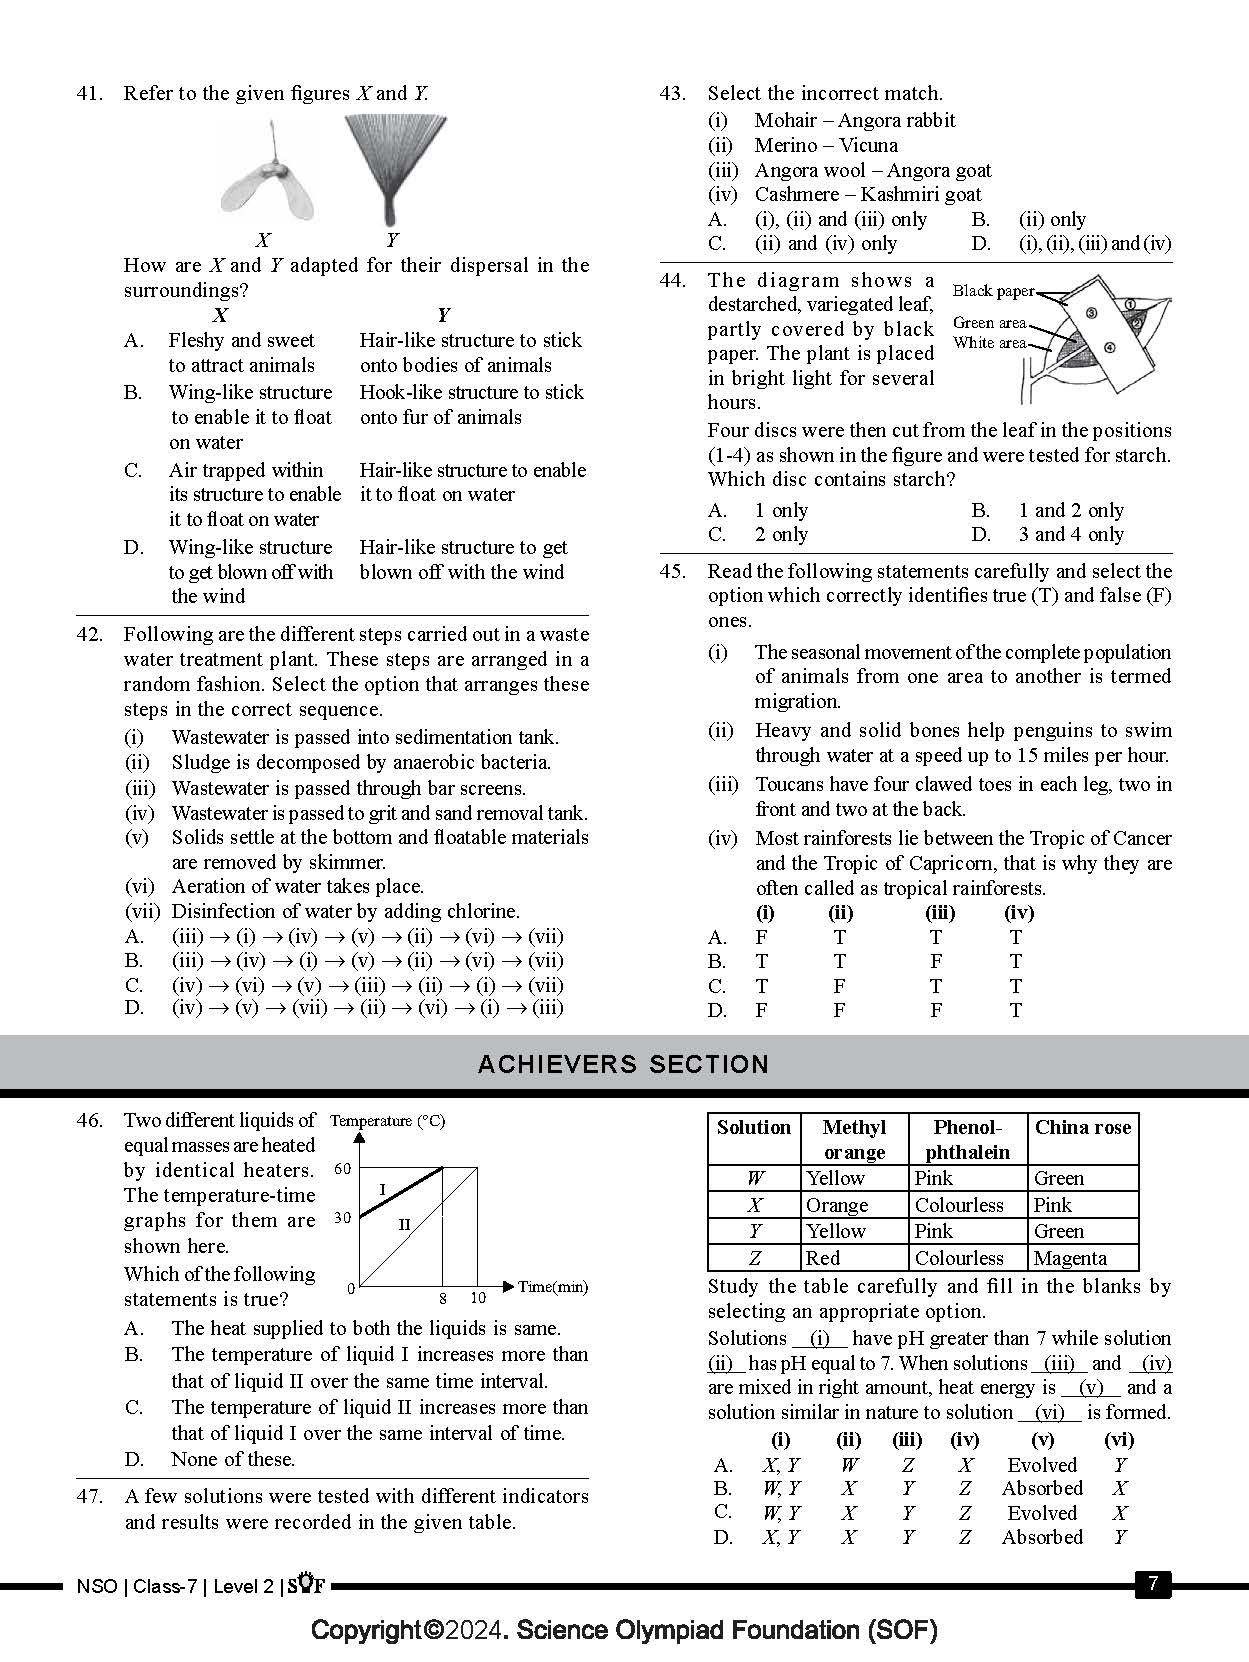 41. Refer to the given figures X and Y.
X Y
How are X and Y adapted for their dispersal in the
surroundings?
X Y
A. Fleshy and sweet Hair-like structure to stick
to attract animals onto bodies of animals
B. Wing-like structure Hook-like structure to stick
to enable it to float onto fur of animals
on water
C. Air trapped within Hair-like structure to enable
its structure to enable it to float on water
it to float on water
D. Wing-like structure Hair-like structure to get
to get blown off with blown off with the wind
the wind
42. Following are the different steps carried out in a waste
water treatment plant. These steps are arranged in a
random fashion. Select the option that arranges these
steps in the correct sequence.
(i) Wastewater is passed into sedimentation tank.
(ii) Sludge is decomposed by anaerobic bacteria.
(iii) Wastewater is passed through bar screens.
(iv) Wastewater is passed to grit and sand removal tank.
(v) Solids settle at the bottom and floatable materials
are removed by skimmer.
(vi) Aeration of water takes place.
(vii) Disinfection of water by adding chlorine.
A. (iii) → (i) → (iv) → (v) → (ii) → (vi) → (vii)
B. (iii) → (iv) → (i) → (v) → (ii) → (vi) → (vii)
C. (iv) → (vi) → (v) → (iii) → (ii) → (i) → (vii)
D. (iv) → (v) → (vii) → (ii) → (vi) → (i) → (iii)
43. Select the incorrect match.
(i) Mohair – Angora rabbit
(ii) Merino – Vicuna
(iii) Angora wool – Angora goat
(iv) Cashmere – Kashmiri goat
A. (i), (ii) and (iii) only B. (ii) only
C. (ii) and (iv) only D. (i), (ii), (iii) and (iv)
44. The diagram shows a
destarched, variegated leaf,
partly covered by black
paper. The plant is placed
in bright light for several
hours.
Black paper
Green area
White area
1
2
3
4
Four discs were then cut from the leaf in the positions
(1-4) as shown in the figure and were tested for starch.
Which disc contains starch?
A. 1 only B. 1 and 2 only
C. 2 only D. 3 and 4 only
45. Read the following statements carefully and select the
option which correctly identifies true (T) and false (F)
ones.
(i) The seasonal movement of the complete population
of animals from one area to another is termed
migration.
(ii) Heavy and solid bones help penguins to swim
through water at a speed up to 15 miles per hour.
(iii) Toucans have four clawed toes in each leg, two in
front and two at the back.
(iv) Most rainforests lie between the Tropic of Cancer
and the Tropic of Capricorn, that is why they are
often called as tropical rainforests.
(i) (ii) (iii) (iv)
A. F T T T
B. T T F T
C. T F T T
D. F F F T
ACHIEVERS SECTION
46. Two different liquids of
equal masses are heated
by identical heaters.
The temperature-time
graphs for them are
shown here.
Which of the following
statements is true?
Temperature (°C)
60
I
30
II
0
8 10
Time(min)
A. The heat supplied to both the liquids is same.
B. The temperature of liquid I increases more than
that of liquid II over the same time interval.
C. The temperature of liquid II increases more than
that of liquid I over the same interval of time.
D. None of these.
47. A few solutions were tested with different indicators
and results were recorded in the given table.
Solution Methyl Phenol- China rose
orange phthalein
W Yellow Pink Green
X Orange Colourless Pink
Y Yellow Pink Green
Z Red Colourless Magenta
Study the table carefully and fill in the blanks by
selecting an appropriate option.
Solutions (i) have pH greater than 7 while solution
(ii) has pH equal to 7. When solutions (iii) and (iv)
are mixed in right amount, heat energy is (v) and a
solution similar in nature to solution (vi) is formed.
(i) (ii) (iii) (iv) (v) (vi)
A. X, Y W Z X Evolved Y
B. W, Y X Y Z Absorbed X
C. W, Y X Y Z Evolved X
D. X, Y X Y Z Absorbed Y
NSO | Class-7 | Level 2 | SOF
7
Copyright©2024. Science Olympiad Foundation (SOF)